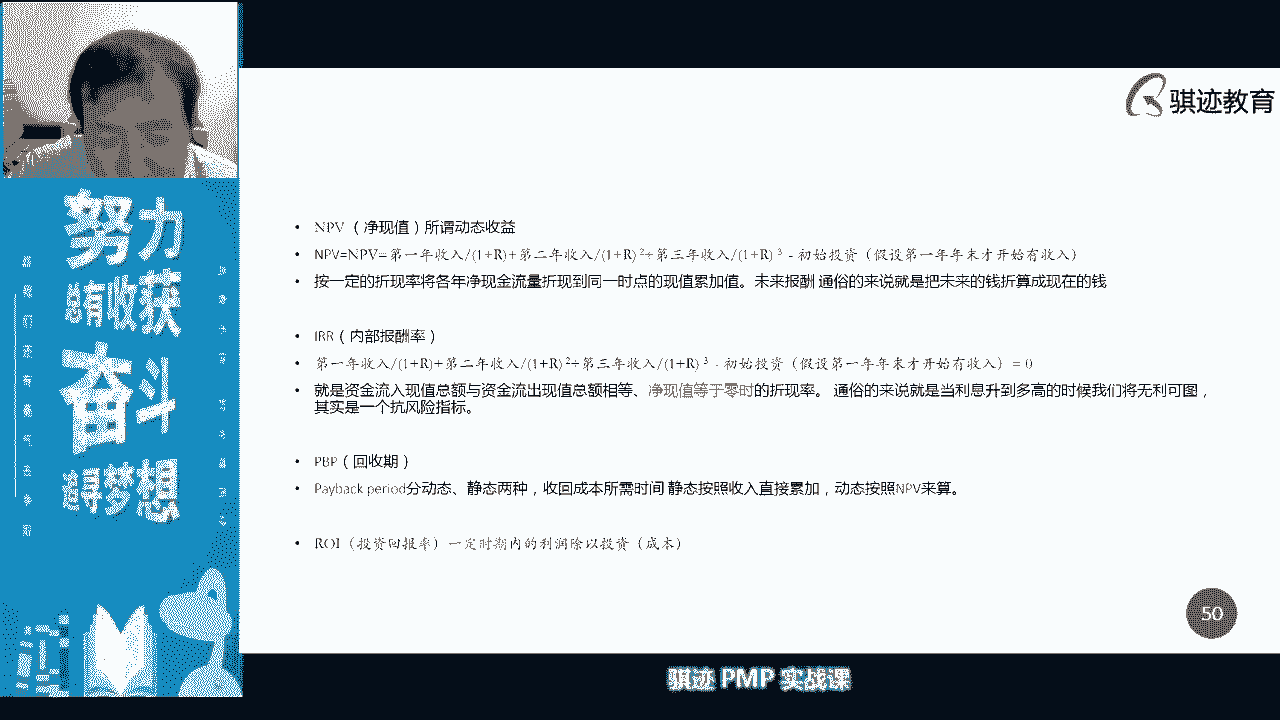 骐迹教育
努力
总有收获
奋斗
追寻梦想
• NPV （净现值）所谓动态收益
• NPV=NPV=第一年收入/(1+R)+第二年收入/(1+R)²+第三年收入/(1+R)³ - 初始投资（假设第一年年末才开始有收入）
• 按一定的折现率将各年净现金流量折现到同一时点的现值累加值。未来报酬 通俗的来说就是把未来的钱折算成现在的钱
• IRR（内部报酬率）
• 第一年收入/(1+R)+第二年收入/(1+R)²+第三年收入/(1+R)³ - 初始投资（假设第一年年末才开始有收入）= 0
• 就是资金流入现值总额与资金流出现值总额相等、净现值等于零时的折现率。 通俗的来说就是当利息升到多高的时候我们将无利可图，
其实是一个抗风险指标。
• PBP（回收期）
• Payback period分动态、静态两种，收回成本所需时间 静态按照收入直接累加，动态按照NPV来算。
• ROI（投资回报率）一定时期内的利润除以投资（成本）
50
骐迹 PMP 实战课